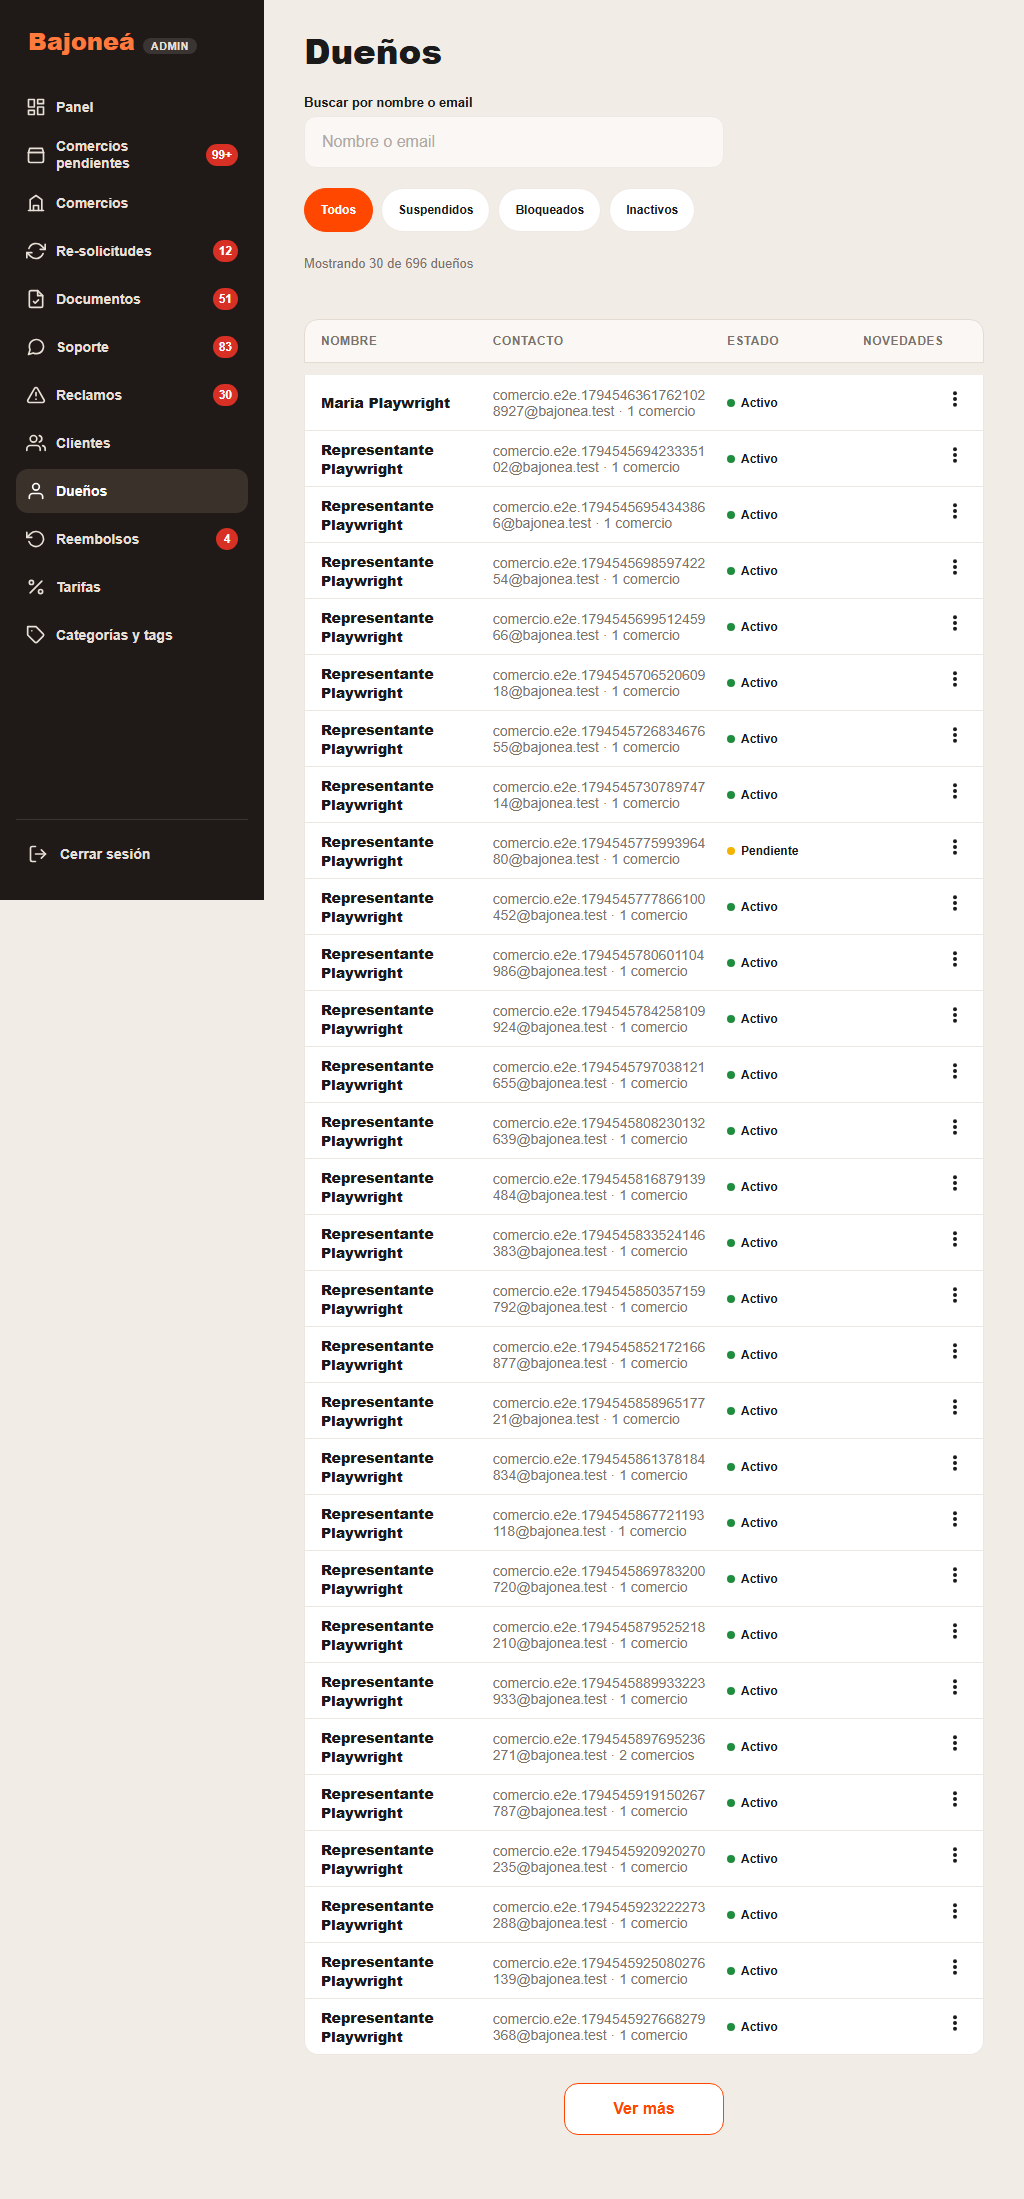 Bajoneá ADMIN
Panel
Comercios
pendientes
99+
Comercios
Re-solicitudes 12
Documentos 51
Soporte 83
Reclamos 30
Clientes
Dueños
Reembolsos 4
Tarifas
Categorías y tags
Cerrar sesión
Dueños
Buscar por nombre o email
Nombre o email
Todos Suspendidos Bloqueados Inactivos
Mostrando 30 de 696 dueños
NOMBRE CONTACTO ESTADO NOVEDADES
Maria Playwright
comercio.e2e.1794546361762102
8927@bajonea.test · 1 comercio
Activo
Representante
Playwright
comercio.e2e.1794545694233351
02@bajonea.test · 1 comercio
Activo
Representante
Playwright
comercio.e2e.1794545695434386
6@bajonea.test · 1 comercio
Activo
Representante
Playwright
comercio.e2e.1794545698597422
54@bajonea.test · 1 comercio
Activo
Representante
Playwright
comercio.e2e.1794545699512459
66@bajonea.test · 1 comercio
Activo
Representante
Playwright
comercio.e2e.1794545706520609
18@bajonea.test · 1 comercio
Activo
Representante
Playwright
comercio.e2e.1794545726834676
55@bajonea.test · 1 comercio
Activo
Representante
Playwright
comercio.e2e.1794545730789747
14@bajonea.test · 1 comercio
Activo
Representante
Playwright
comercio.e2e.1794545775993964
80@bajonea.test · 1 comercio
Pendiente
Representante
Playwright
comercio.e2e.1794545777866100
452@bajonea.test · 1 comercio
Activo
Representante
Playwright
comercio.e2e.1794545780601104
986@bajonea.test · 1 comercio
Activo
Representante
Playwright
comercio.e2e.1794545784258109
924@bajonea.test · 1 comercio
Activo
Representante
Playwright
comercio.e2e.1794545797038121
655@bajonea.test · 1 comercio
Activo
Representante
Playwright
comercio.e2e.1794545808230132
639@bajonea.test · 1 comercio
Activo
Representante
Playwright
comercio.e2e.1794545816879139
484@bajonea.test · 1 comercio
Activo
Representante
Playwright
comercio.e2e.1794545833524146
383@bajonea.test · 1 comercio
Activo
Representante
Playwright
comercio.e2e.1794545850357159
792@bajonea.test · 1 comercio
Activo
Representante
Playwright
comercio.e2e.1794545852172166
877@bajonea.test · 1 comercio
Activo
Representante
Playwright
comercio.e2e.1794545858965177
21@bajonea.test · 1 comercio
Activo
Representante
Playwright
comercio.e2e.1794545861378184
834@bajonea.test · 1 comercio
Activo
Representante
Playwright
comercio.e2e.1794545867721193
118@bajonea.test · 1 comercio
Activo
Representante
Playwright
comercio.e2e.1794545869783200
720@bajonea.test · 1 comercio
Activo
Representante
Playwright
comercio.e2e.1794545879525218
210@bajonea.test · 1 comercio
Activo
Representante
Playwright
comercio.e2e.1794545889933223
933@bajonea.test · 1 comercio
Activo
Representante
Playwright
comercio.e2e.1794545897695236
271@bajonea.test · 2 comercios
Activo
Representante
Playwright
comercio.e2e.1794545919150267
787@bajonea.test · 1 comercio
Activo
Representante
Playwright
comercio.e2e.1794545920920270
235@bajonea.test · 1 comercio
Activo
Representante
Playwright
comercio.e2e.1794545923222273
288@bajonea.test · 1 comercio
Activo
Representante
Playwright
comercio.e2e.1794545925080276
139@bajonea.test · 1 comercio
Activo
Representante
Playwright
comercio.e2e.1794545927668279
368@bajonea.test · 1 comercio
Activo
Ver más